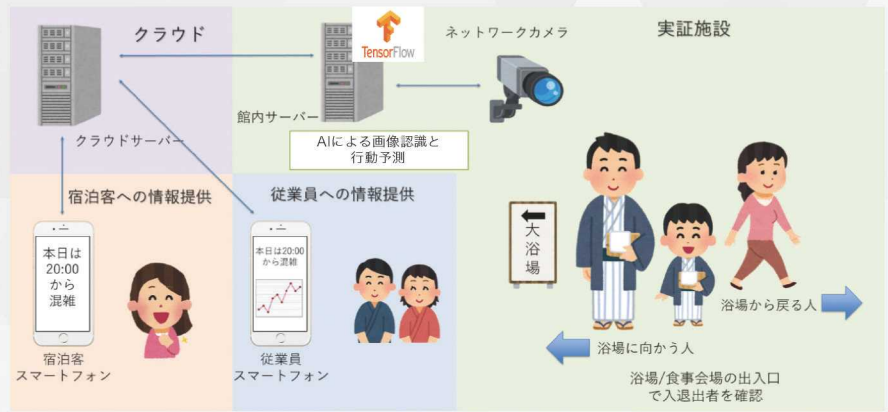 クラウド
クラウドサーバー
TensorFlow
館内サーバー
AIによる画像認識と
行動予測
ネットワークカメラ
実証施設
宿泊客への情報提供
本日は
20:00
から
混雑
宿泊客
スマートフォン
従業員への情報提供
本日は20:00
から混雑
従業員
スマートフォン
大
浴
場
浴場から戻る人
浴場に向かう人
浴場/食事会場の出入口
で入退出者を確認